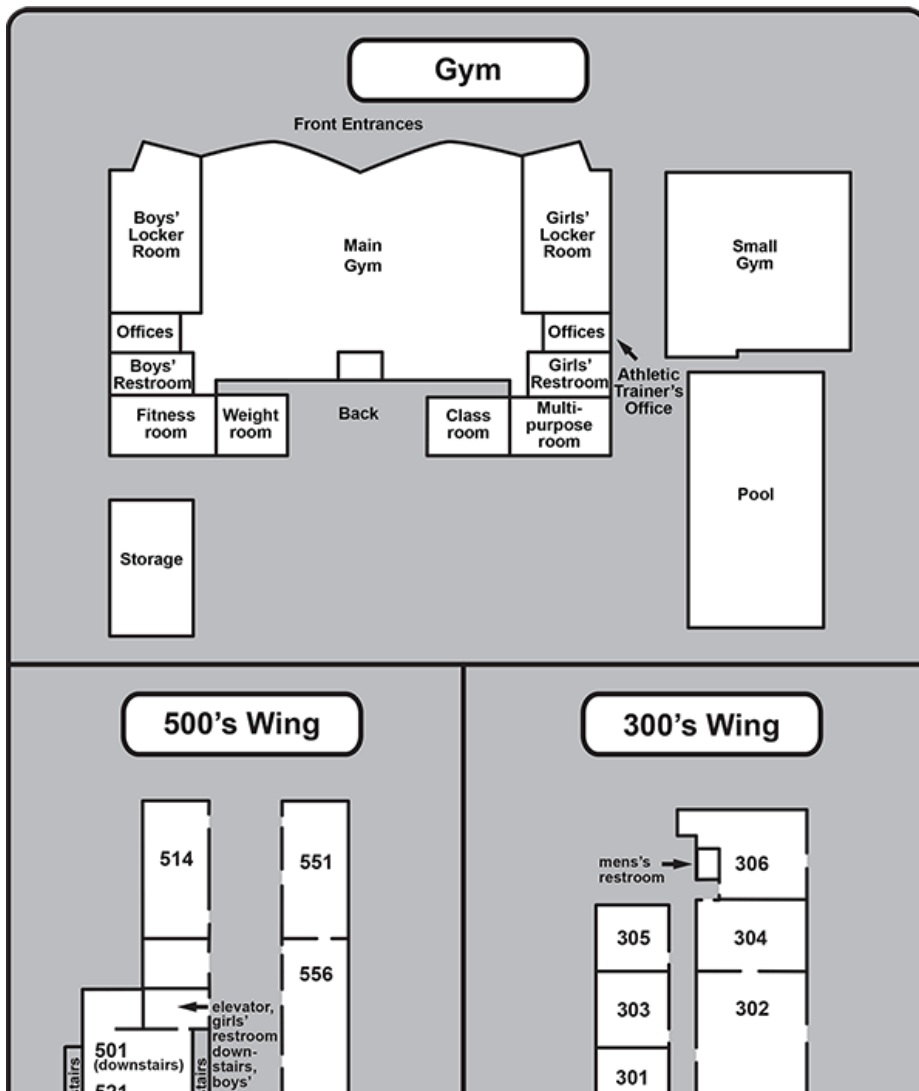 Gym
Front Entrances
Boys'
Locker
Room
Main
Gym
Girls'
Locker
Room
Small
Gym
Offices
Offices
Boys'
Restroom
Girls'
Restroom
Athletic
Trainer's
Office
Fitness
room
Weight
room
Back
Class
room
Multi-
purpose
room
Pool
Storage
500's Wing
514
551
556
elevator,
girls'
restroom
down-
stairs,
boys'
501
(downstairs)
521
300's Wing
mens's
restroom
306
305
304
303
302
301